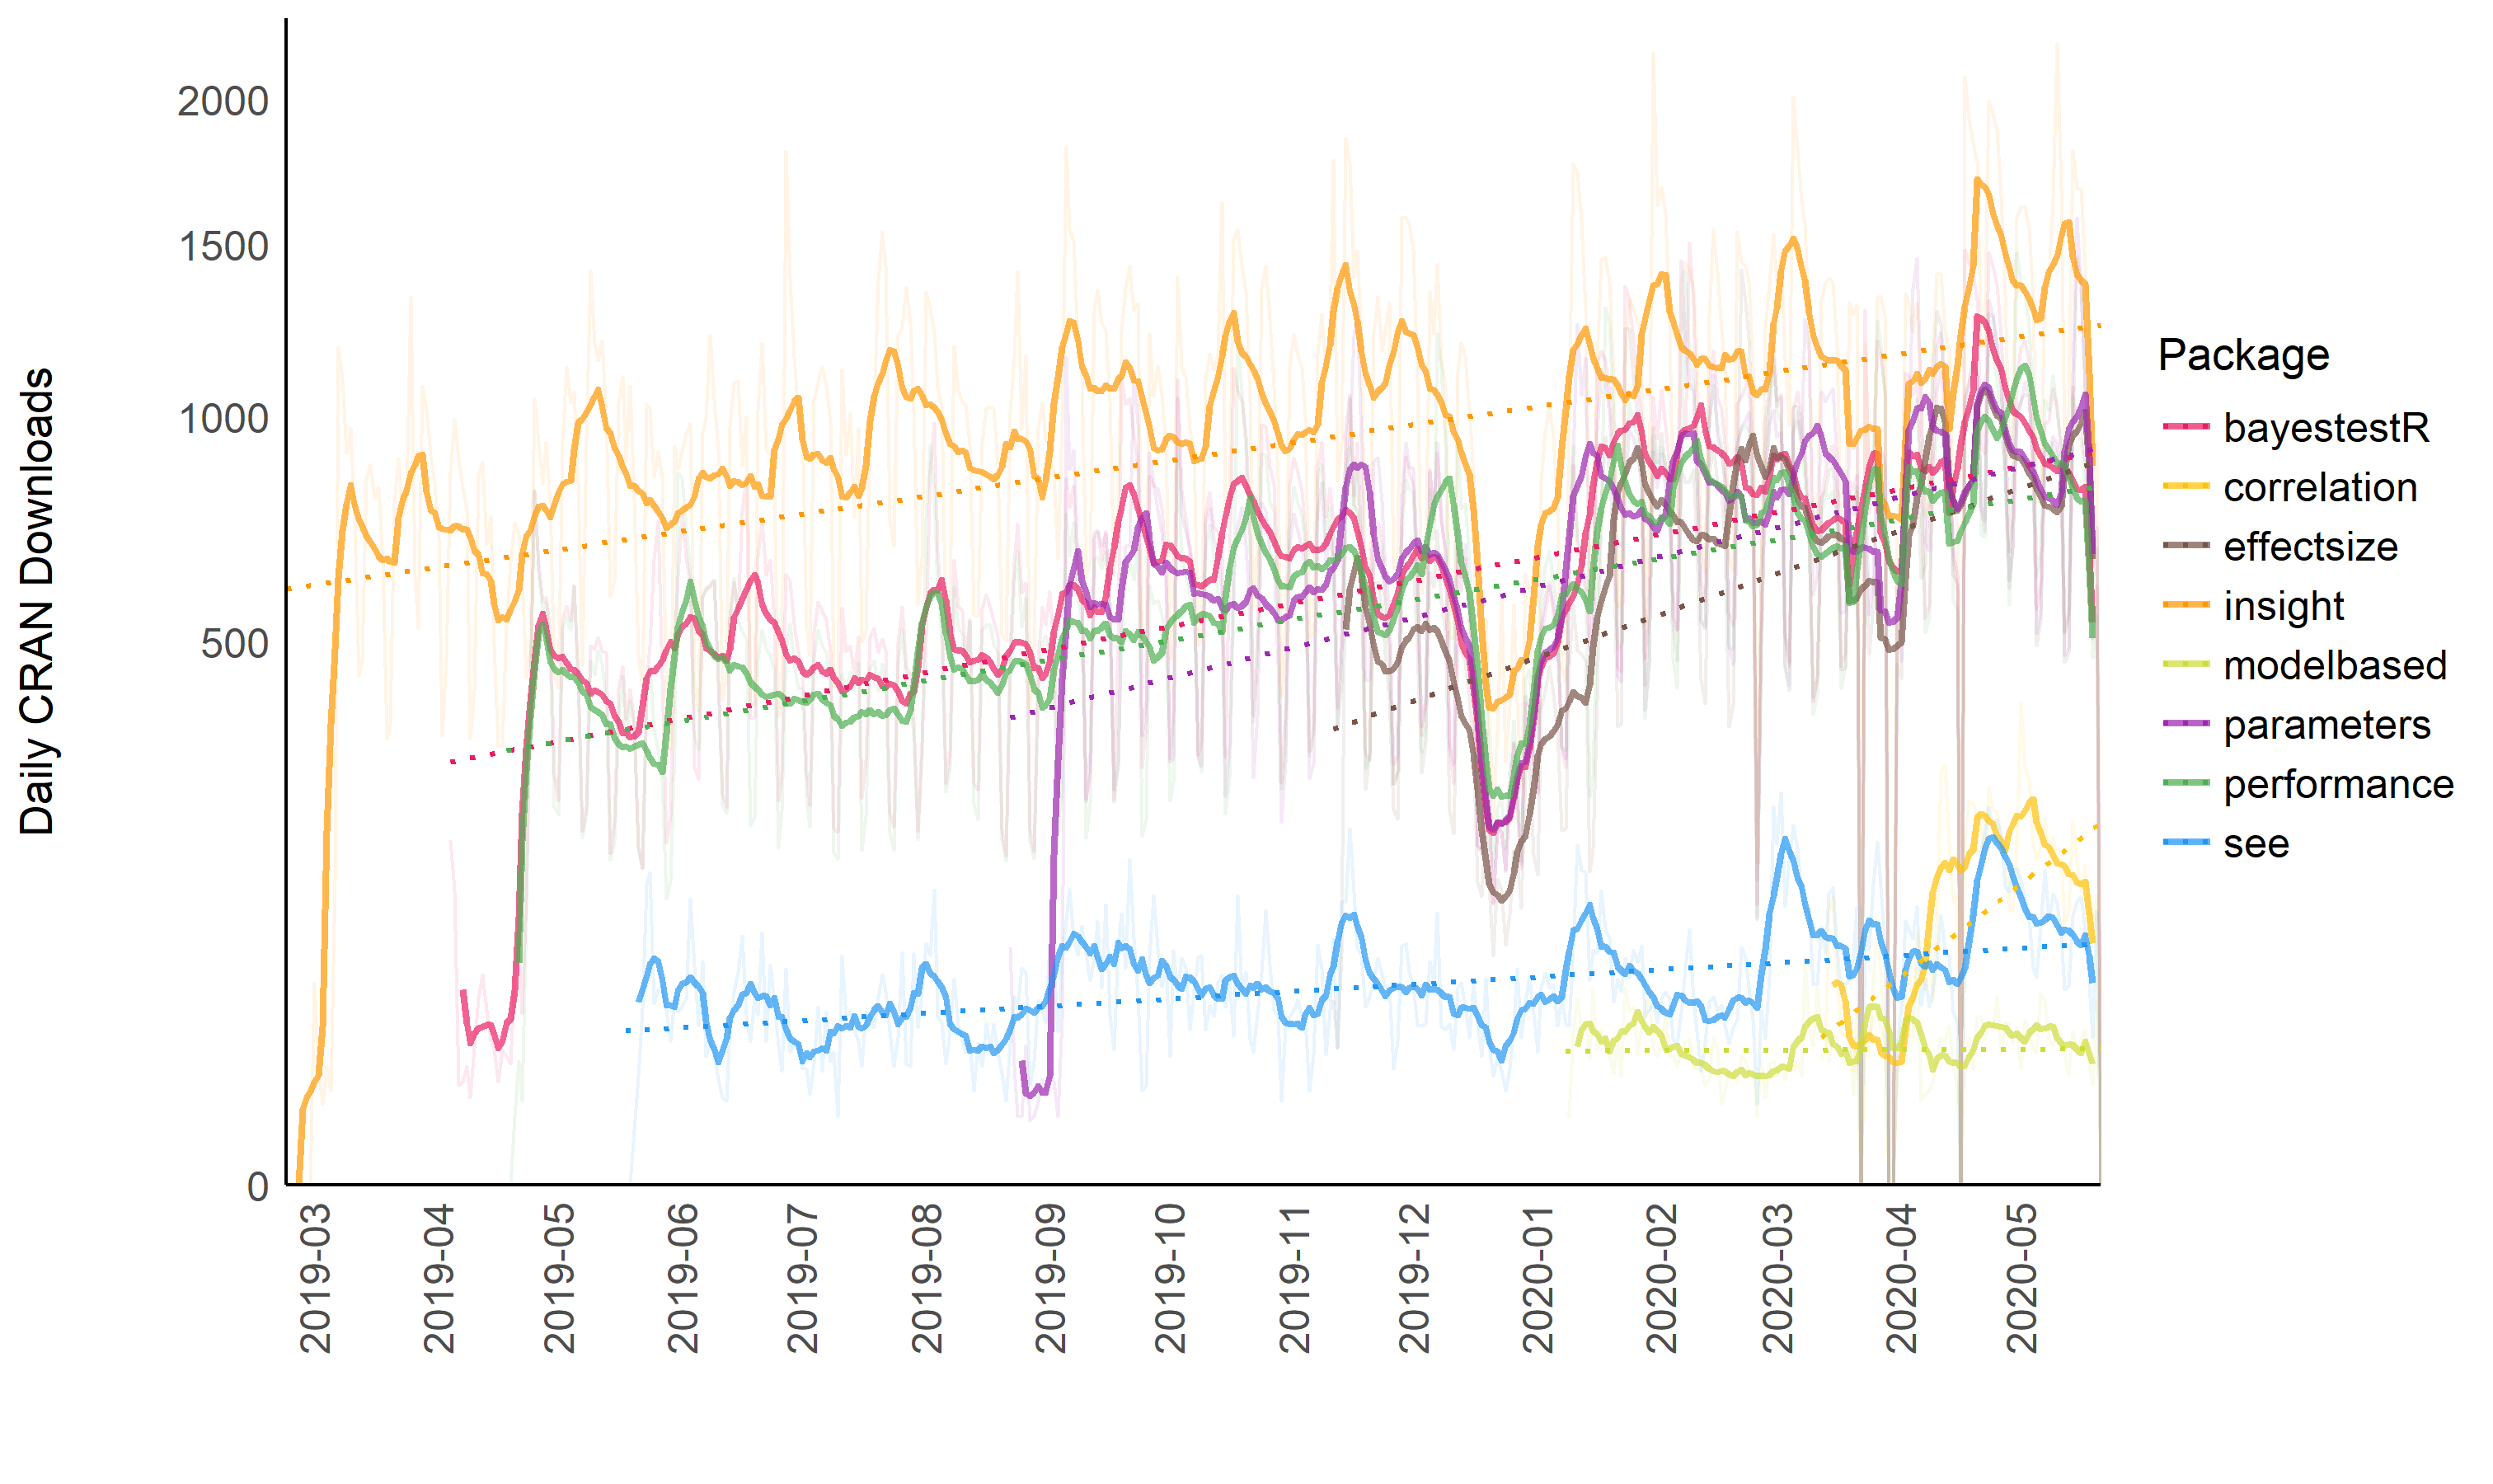 Daily CRAN Downloads
2000
1500
1000
500
0
2019-03
2019-04
2019-05
2019-06
2019-07
2019-08
2019-09
2019-10
2019-11
2019-12
2020-01
2020-02
2020-03
2020-04
2020-05
Package
bayestestR
correlation
effectsize
insight
modelbased
parameters
performance
see